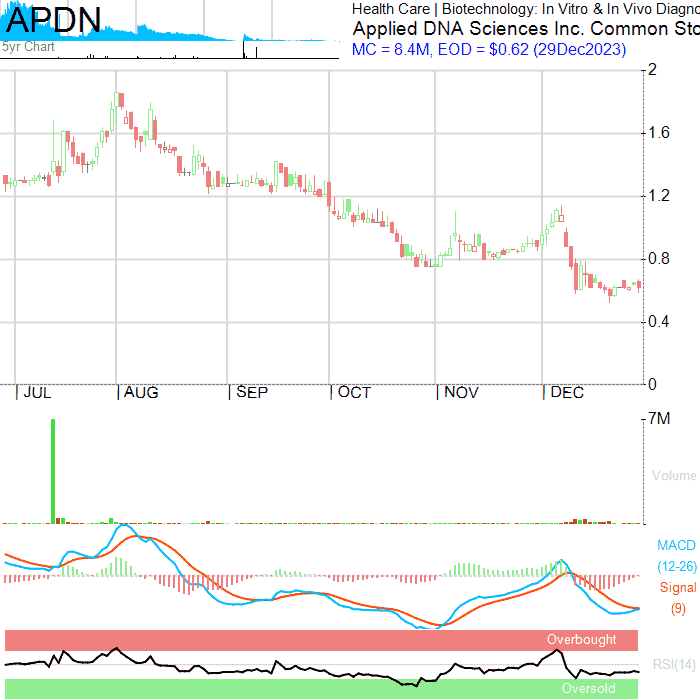 APDN
5yr Chart
Health Care | Biotechnology: In Vitro & In Vivo Diagno
Applied DNA Sciences Inc. Common Sto
MC = 8.4M, EOD = $0.62 (29Dec2023)
2
1.6
1.2
0.8
0.4
0
JUL AUG SEP OCT NOV DEC
7M
Volume
MACD
(12-26)
Signal
(9)
Overbought
RSI(14)
Oversold